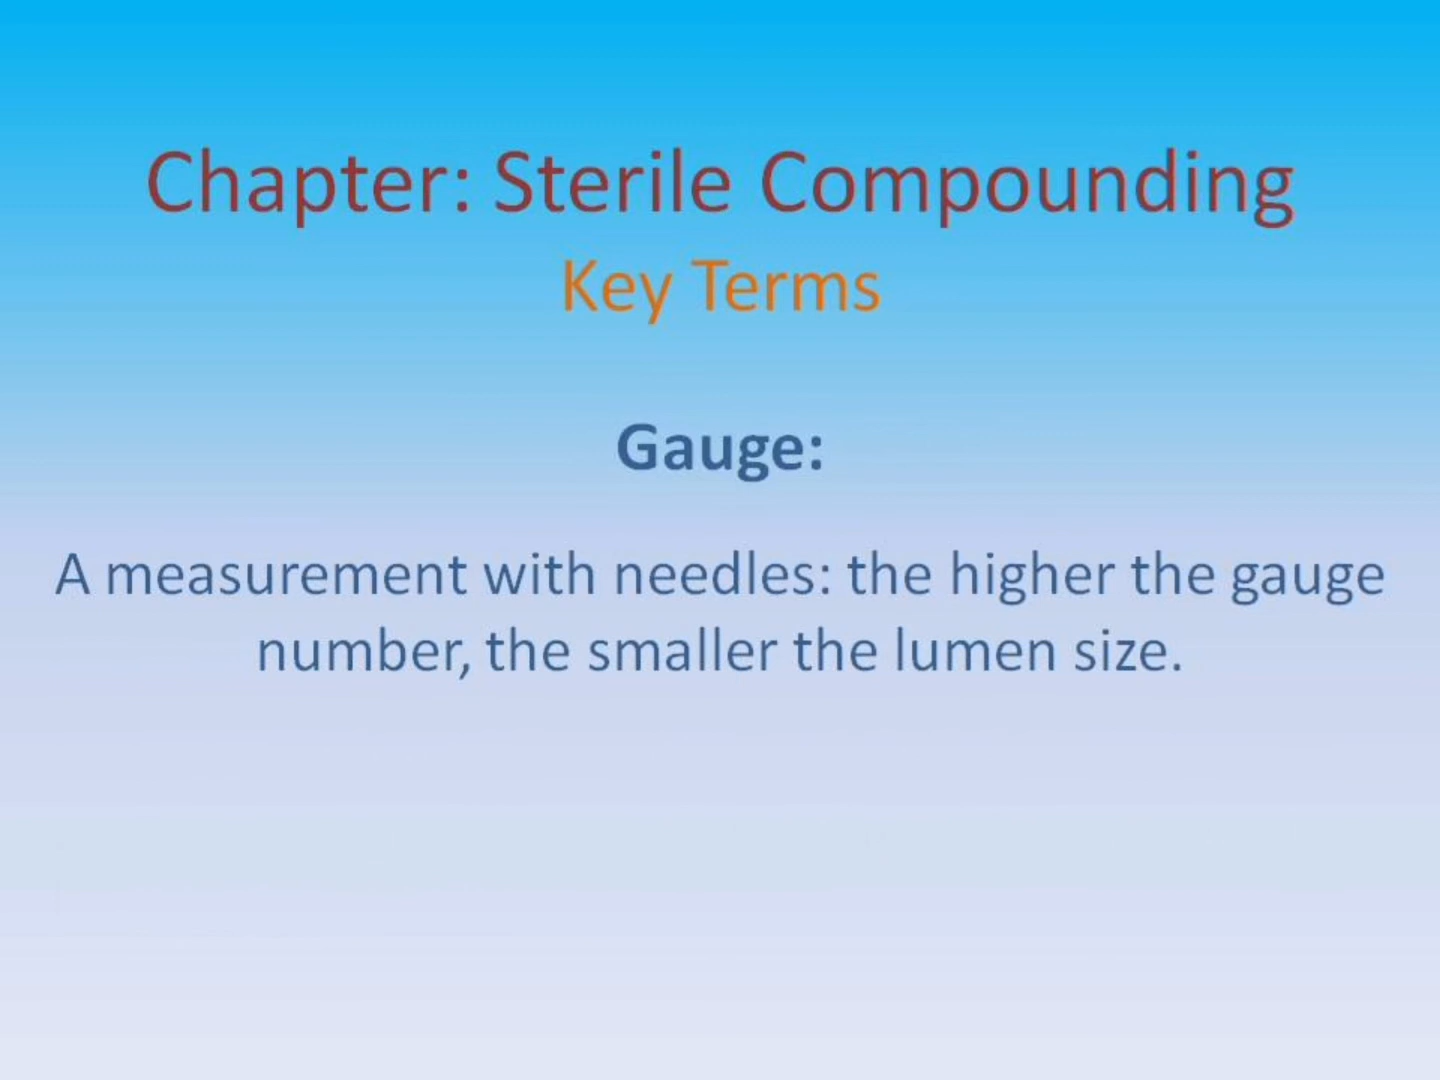 Chapter: Sterile Compounding
Key Terms
Gauge:
A measurement with needles: the higher the gauge
number, the smaller the lumen size.